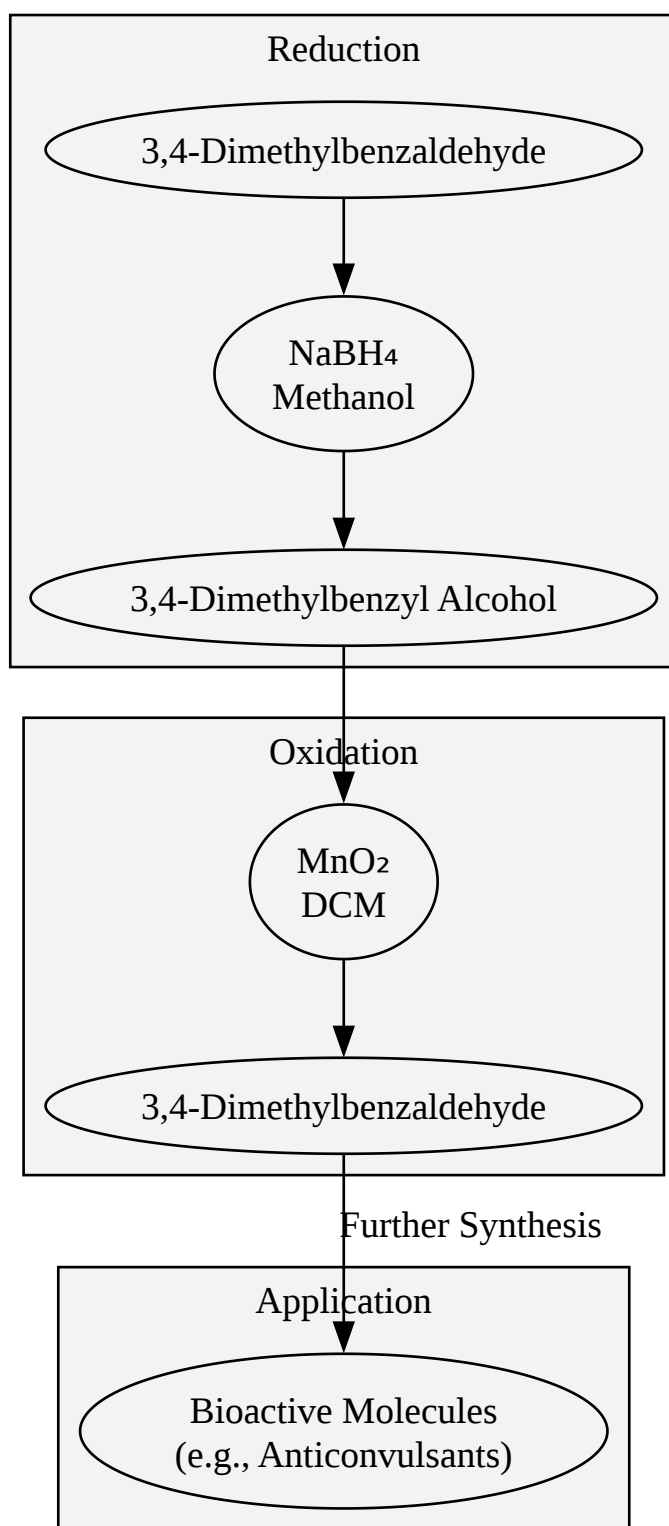 Reduction
3,4-Dimethylbenzaldehyde
NaBH₄
Methanol
3,4-Dimethylbenzyl Alcohol
Oxidation
MnO₂
DCM
3,4-Dimethylbenzaldehyde
Further Synthesis
Application
Bioactive Molecules
(e.g., Anticonvulsants)